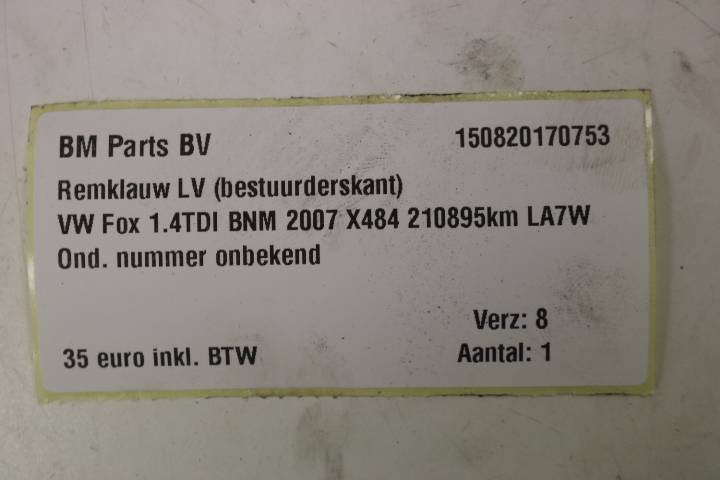 BM Parts BV 150820170753
Remklauw LV (bestuurderskant)
VW Fox 1.4TDI BNM 2007 X484 210895km LA7W
Ond. nummer onbekend
Verz: 8
35 euro inkl. BTW Aantal: 1